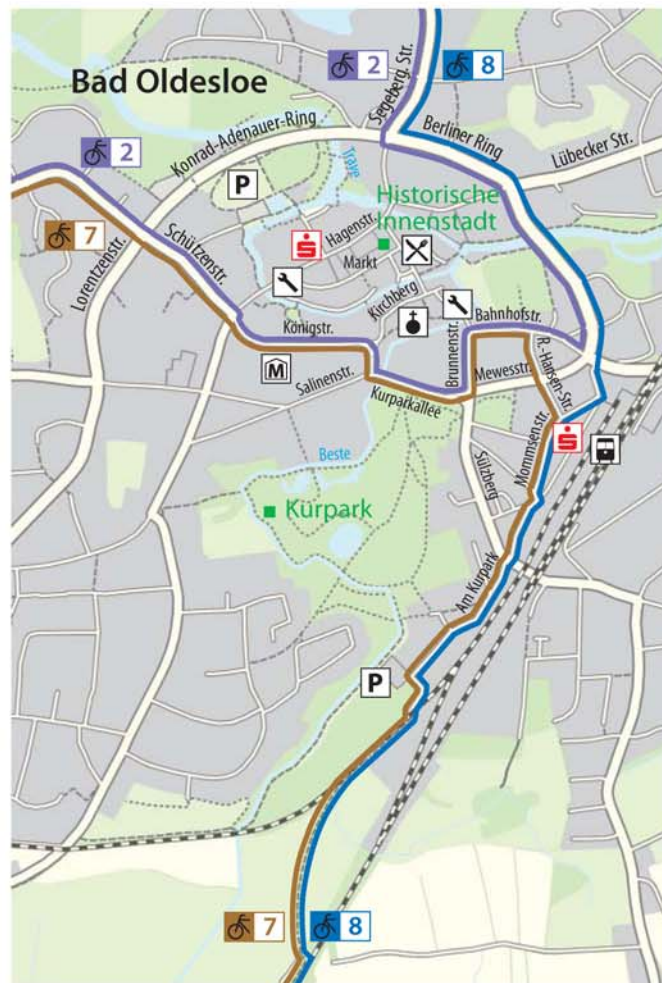 2
8
Segeberg. Str.
Bad Oldesloe
Berliner Ring
Konrad-Adenauer-Ring
Lübecker Str.
2
Trave
P
Historische
Innenstadt
7
Hagenstr.
Lorentzenstr.
Schützenstr.
Markt
Kirchberg
Bahnhofstr.
Königstr.
M
Brunnenstr.
R.-Hansen-Str.
Salinenstr.
Mewesstr.
Kurparkallee
Mommsenstr.
Beste
Sülzberg
Kurpark
Am Kurpark
P
7
8